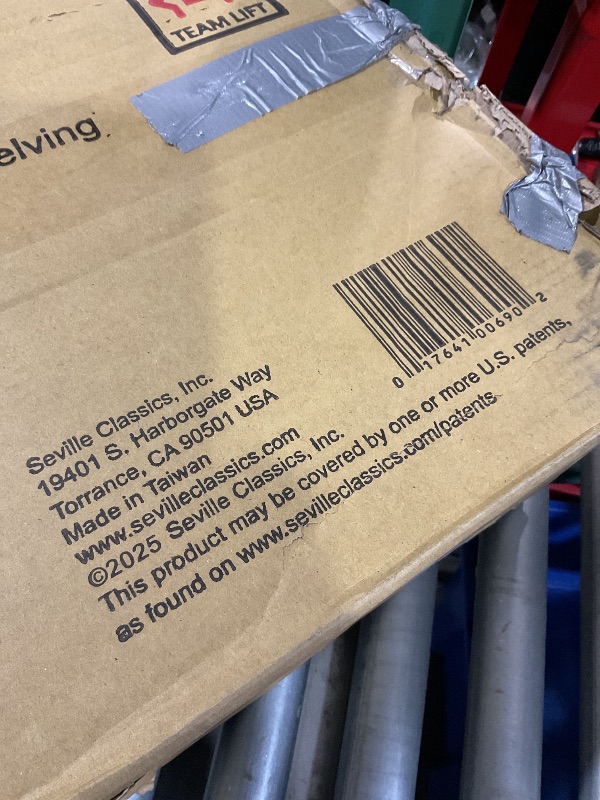 TEAM LIFT
elving
0 17641 00690 2
Seville Classics, Inc.
19401 S. Harborgate Way
Torrance, CA 90501 USA
Made in Taiwan
www.sevilleclassics.com
©2025 Seville Classics, Inc.
This product may be covered by one or more U.S. patents,
as found on www.sevilleclassics.com/patents.